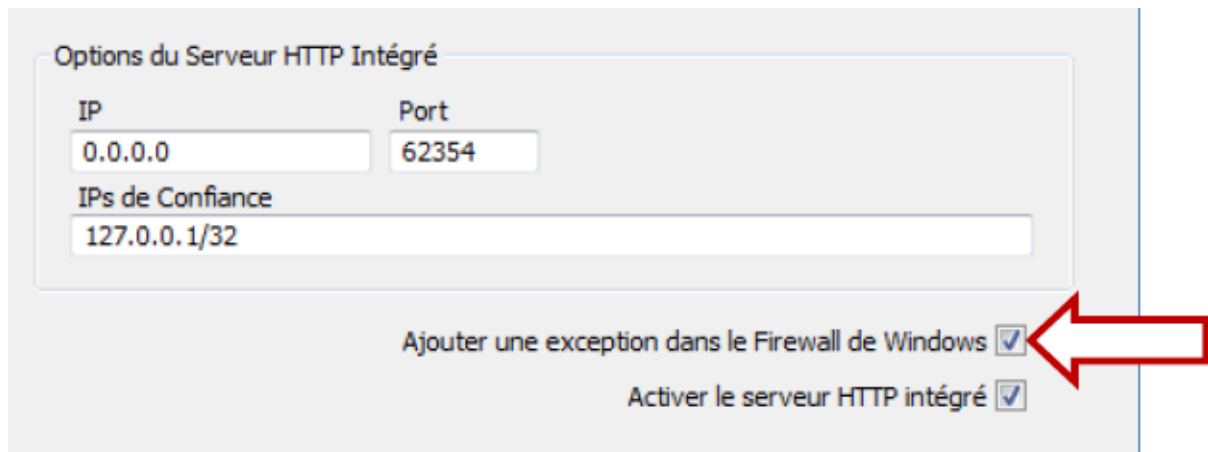 Options du Serveur HTTP Intégré
IP Port
0.0.0.0 62354
IPs de Confiance
127.0.0.1/32
Ajouter une exception dans le Firewall de Windows
Activer le serveur HTTP intégré